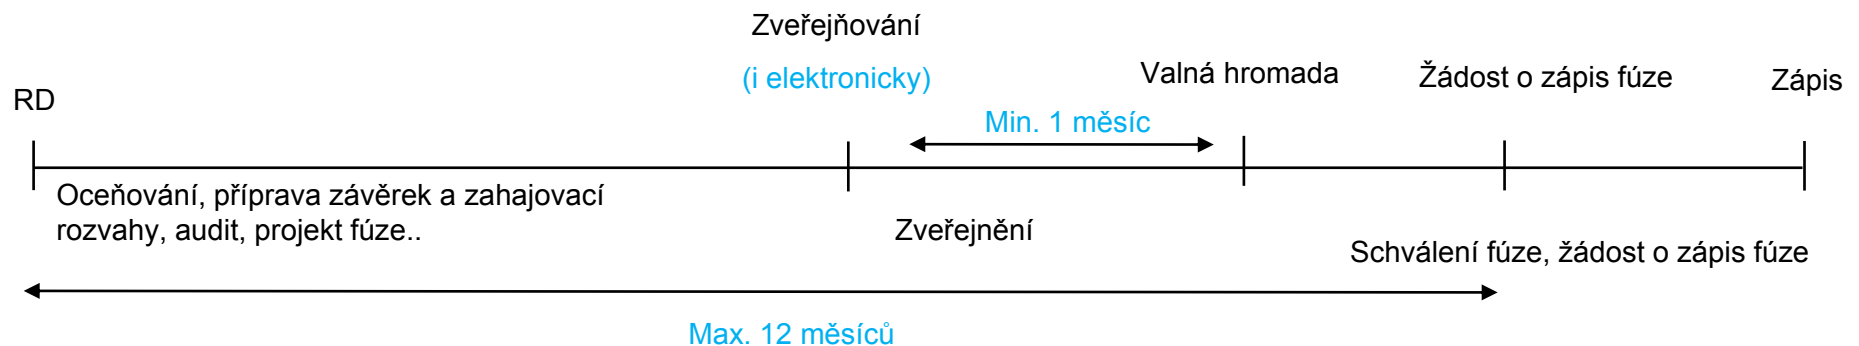 Zveřejňování
(i elektronicky)
Valná hromada
Žádost o zápis fúze
Zápis
RD
Min. 1 měsíc
Oceňování, příprava závěrek a zahajovací
rozvahy, audit, projekt fúze..
Zveřejnění
Schválení fúze, žádost o zápis fúze
Max. 12 měsíců